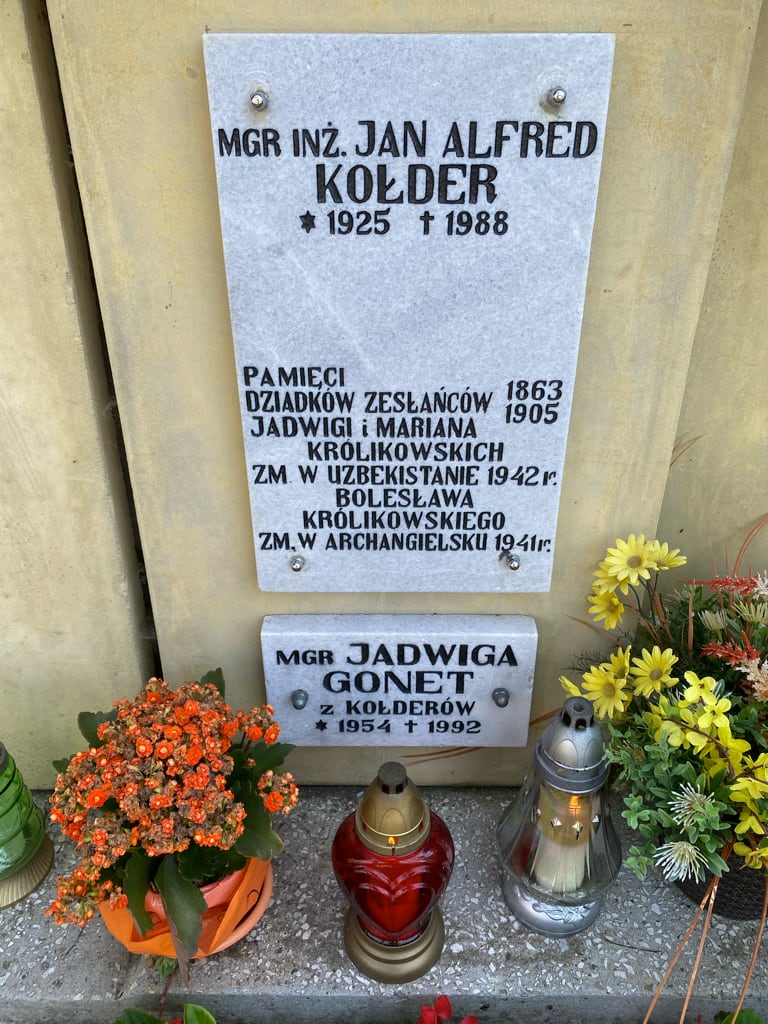 MGR INŻ. JAN ALFRED
KOŁDER
* 1925 † 1988
PAMIĘCI
DZIADKÓW ZESŁAŃCÓW 1863 1905
JADWIGI i MARIANA
KRÓLIKOWSKICH
ZM. W UZBEKISTANIE 1942 r.
BOLESŁAWA
KRÓLIKOWSKIEGO
ZM. W ARCHANGIELSKU 1941 r.
MGR JADWIGA
GONET
z KOŁDERÓW
* 1954 † 1992